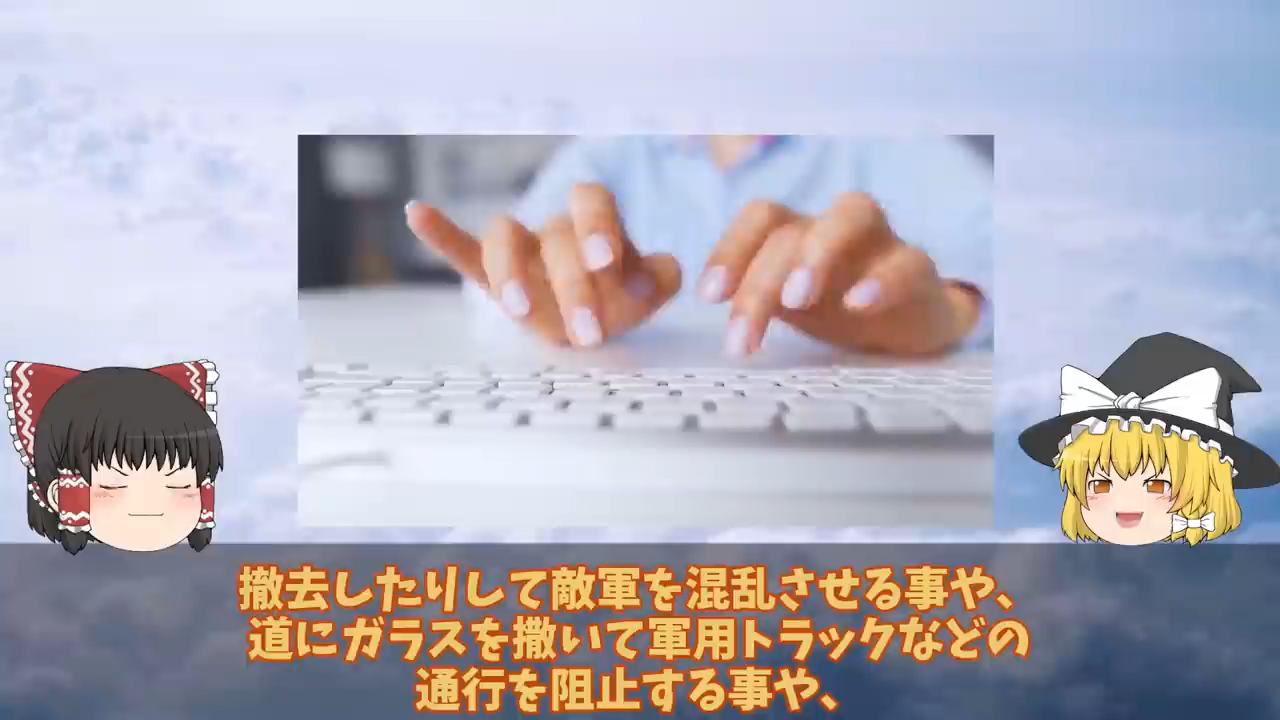 撤去したりして敵軍を混乱させる事や、
道にガラスを撒いて軍用トラックなどの
通行を阻止する事や、